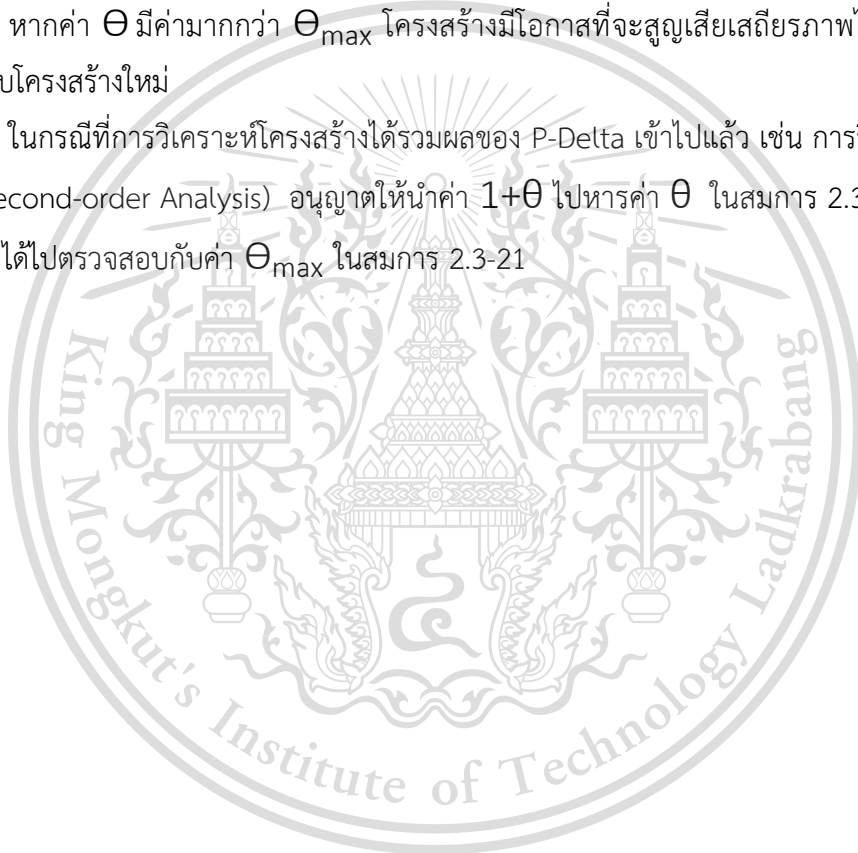 หากค่า Θ มีค่ามากกว่า Θmax โครงสร้างมีโอกาสที่จะสูญเสียเสถียรภาพ
บโครงสร้างใหม่
ในกรณีที่การวิเคราะห์โครงสร้างได้รวมผลของ P-Delta เข้าไปแล้ว เช่น
econd-order Analysis) อนุญาตให้นำค่า 1+θ ไปหารค่า θ ในสมการ 2.3
ได้ไปตรวจสอบกับค่า Θmax ในสมการ 2.3-21
King Mongkut's Institute of Technology Ladkrabang